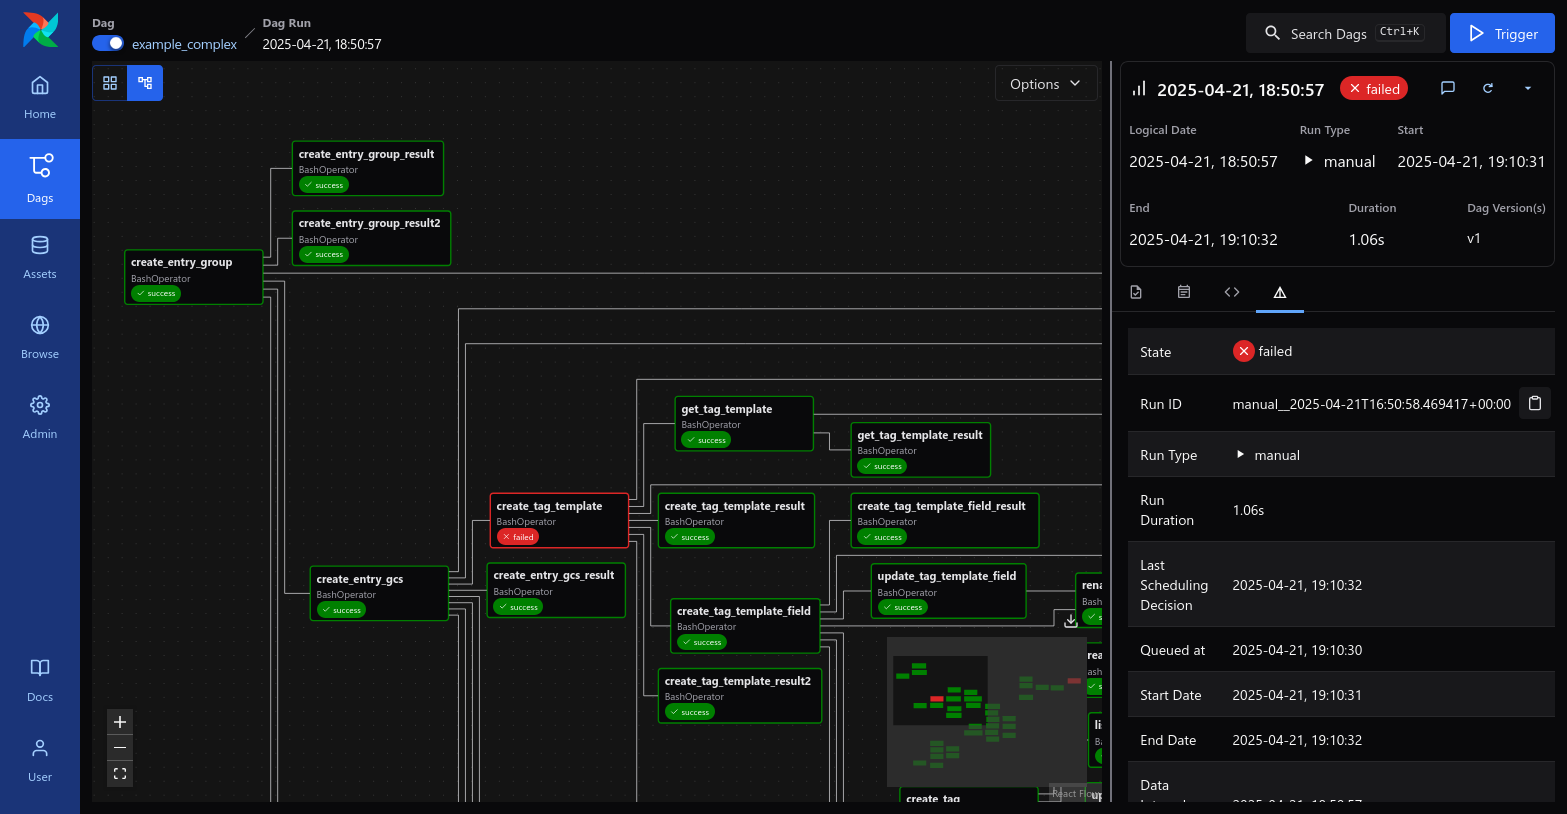 Dag
example_complex
Dag Run
2025-04-21, 18:50:57
Search Dags
Ctrl+K
Trigger
Home
Dags
Assets
Browse
Admin
Docs
User
Options
create_entry_group_result
BashOperator
success
create_entry_group_result2
BashOperator
success
create_entry_group
BashOperator
success
get_tag_template
BashOperator
success
get_tag_template_result
BashOperator
success
create_tag_template
BashOperator
failed
create_tag_template_result
BashOperator
success
create_tag_template_field_result
BashOperator
success
create_entry_gcs
BashOperator
success
create_entry_gcs_result
BashOperator
success
update_tag_template_field
BashOperator
success
create_tag_template_field
BashOperator
success
create_tag_template_result2
BashOperator
success
create_tag
React Flow
2025-04-21, 18:50:57
failed
Logical Date
2025-04-21, 18:50:57
Run Type
manual
Start
2025-04-21, 19:10:31
End
2025-04-21, 19:10:32
Duration
1.06s
Dag Version(s)
v1
State
failed
Run ID
manual__2025-04-21T16:50:58.469417+00:00
Run Type
manual
Run
Duration
1.06s
Last
Scheduling
Decision
2025-04-21, 19:10:32
Queued at
2025-04-21, 19:10:30
Start Date
2025-04-21, 19:10:31
End Date
2025-04-21, 19:10:32
Data